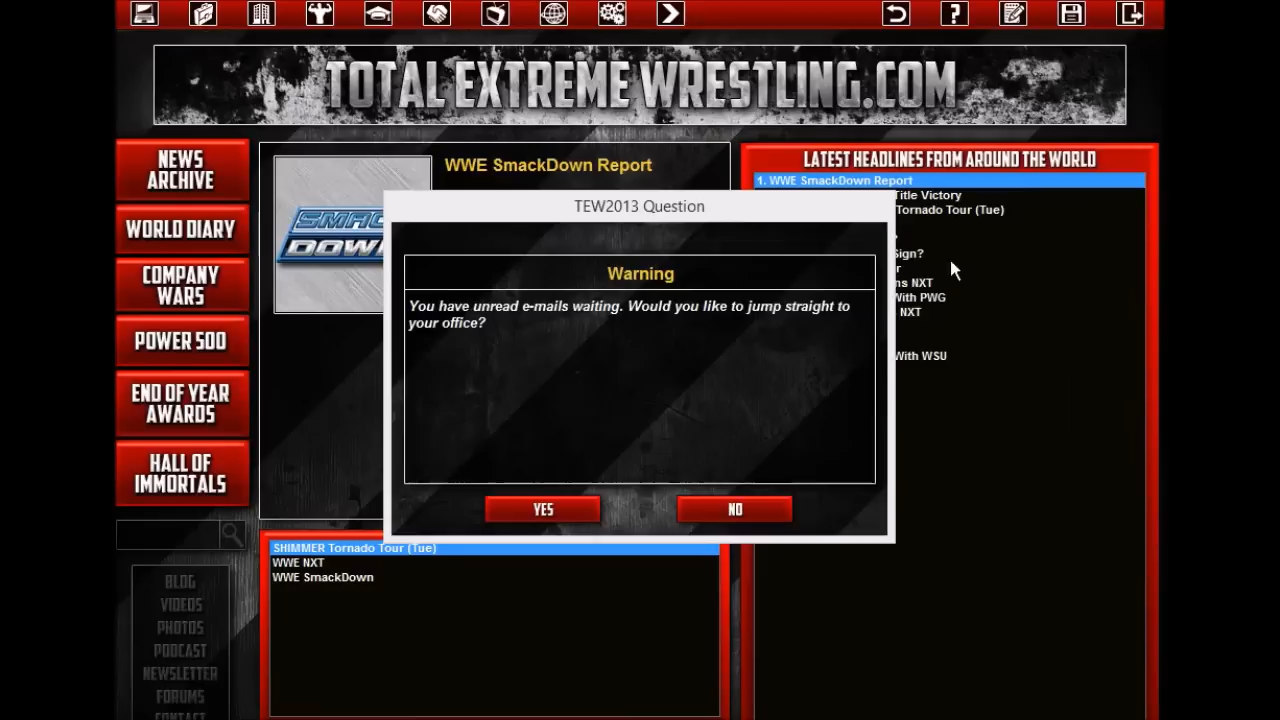 TOTAL EXTREME WRESTLING.COM
NEWS
ARCHIVE
WORLD DIARY
COMPANY
WARS
POWER 500
END OF YEAR
AWARDS
HALL OF
IMMORTALS
BLOG
VIDEOS
PHOTOS
PODCAST
NEWSLETTER
FORUMS
CONTACT
WWE SmackDown Report
SMAC
DOWN
TEW2013 Question
Warning
You have unread e-mails waiting. Would you like to jump straight to
your office?
YES
NO
SHIMMER Tornado Tour (Tue)
WWE NXT
WWE SmackDown
LATEST HEADLINES FROM AROUND THE WORLD
1. WWE SmackDown Report
Title Victory
Tornado Tour (Tue)
?
Sign?
r
ns NXT
With PWG
NXT
With WSU